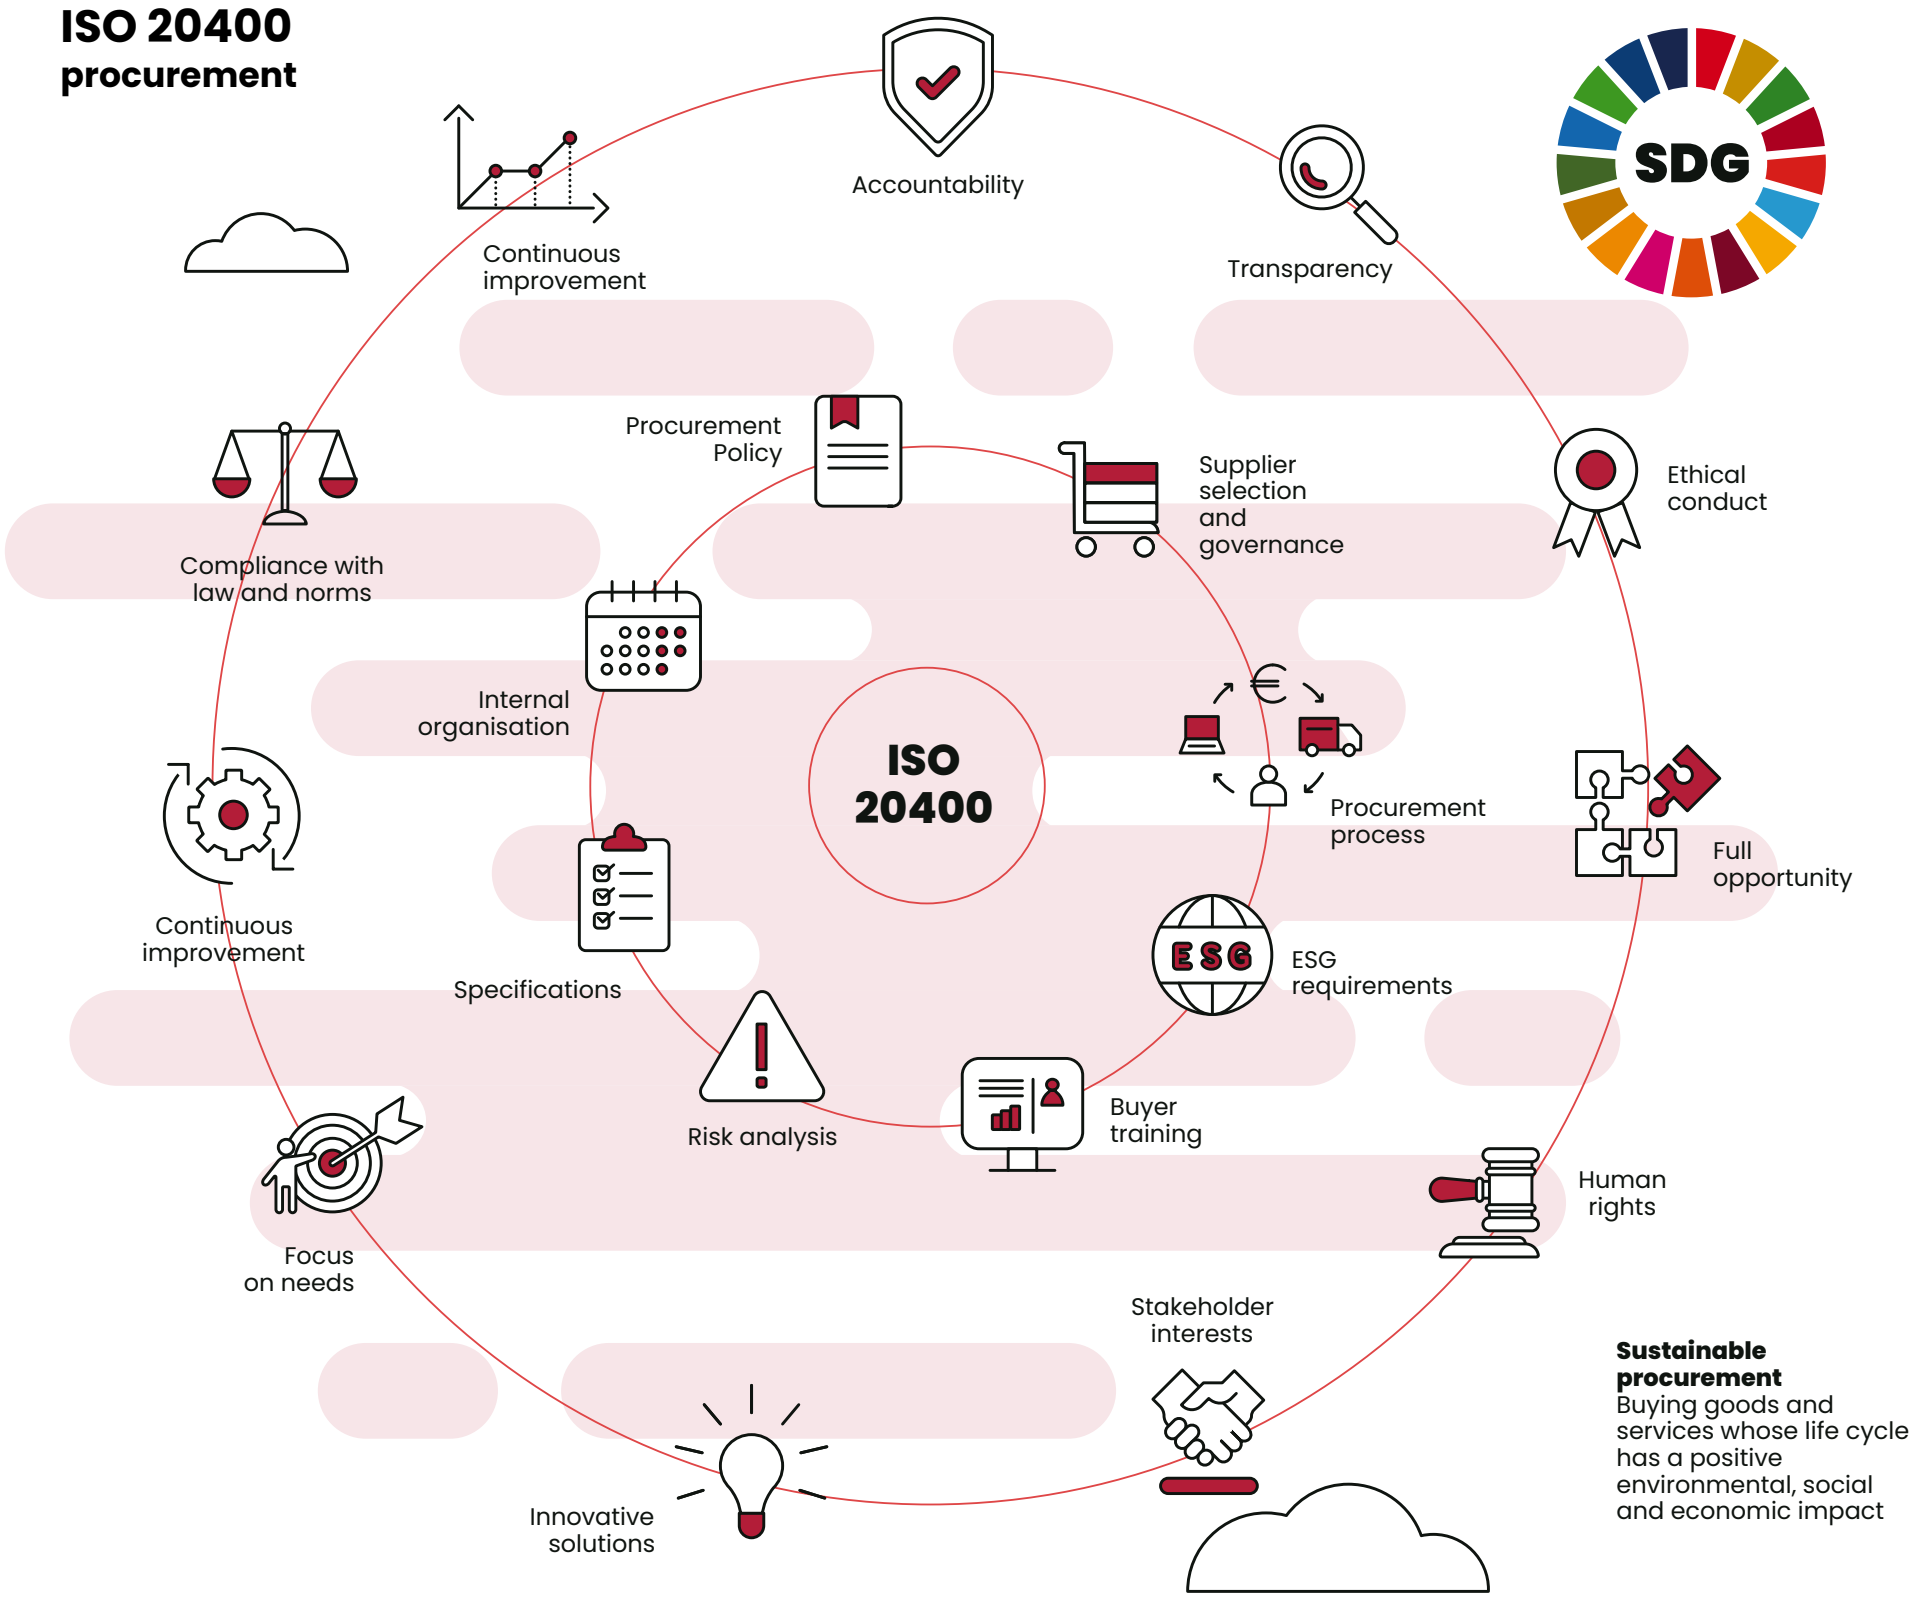 ISO 20400
procurement
SDG
Accountability
Continuous
improvement
Transparency
Procurement
Policy
Supplier
selection
and
governance
Ethical
conduct
Compliance with
law and norms
Internal
organisation
ISO
20400
Procurement
process
Full
opportunity
Continuous
improvement
Specifications
ESG
ESG
requirements
Risk analysis
Buyer
training
Human
rights
Focus
on needs
Stakeholder
interests
Innovative
solutions
Sustainable
procurement
Buying goods and
services whose life cycle
has a positive
environmental, social
and economic impact